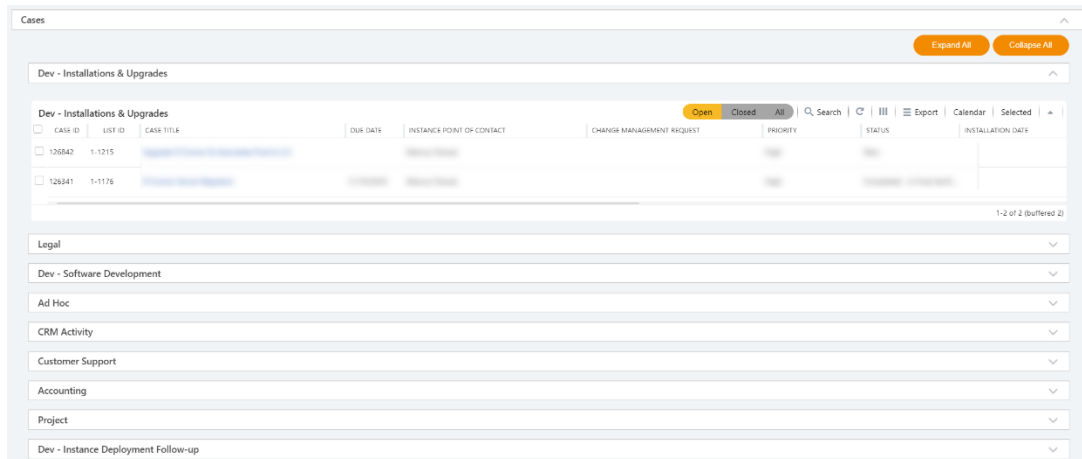 Cases
Expand All Collapse All
Dev - Installations & Upgrades
Dev - Installations & Upgrades Open Closed All Search Export Calendar Selected
CASE ID LIST ID CASE TITLE DUE DATE INSTANCE POINT OF CONTACT CHANGE MANAGEMENT REQUEST PRIORITY STATUS INSTALLATION DATE
126842 1-1215
126341 1-1176
1-2 of 2 (buffered 2)
Legal
Dev - Software Development
Ad Hoc
CRM Activity
Customer Support
Accounting
Project
Dev - Instance Deployment Follow-up